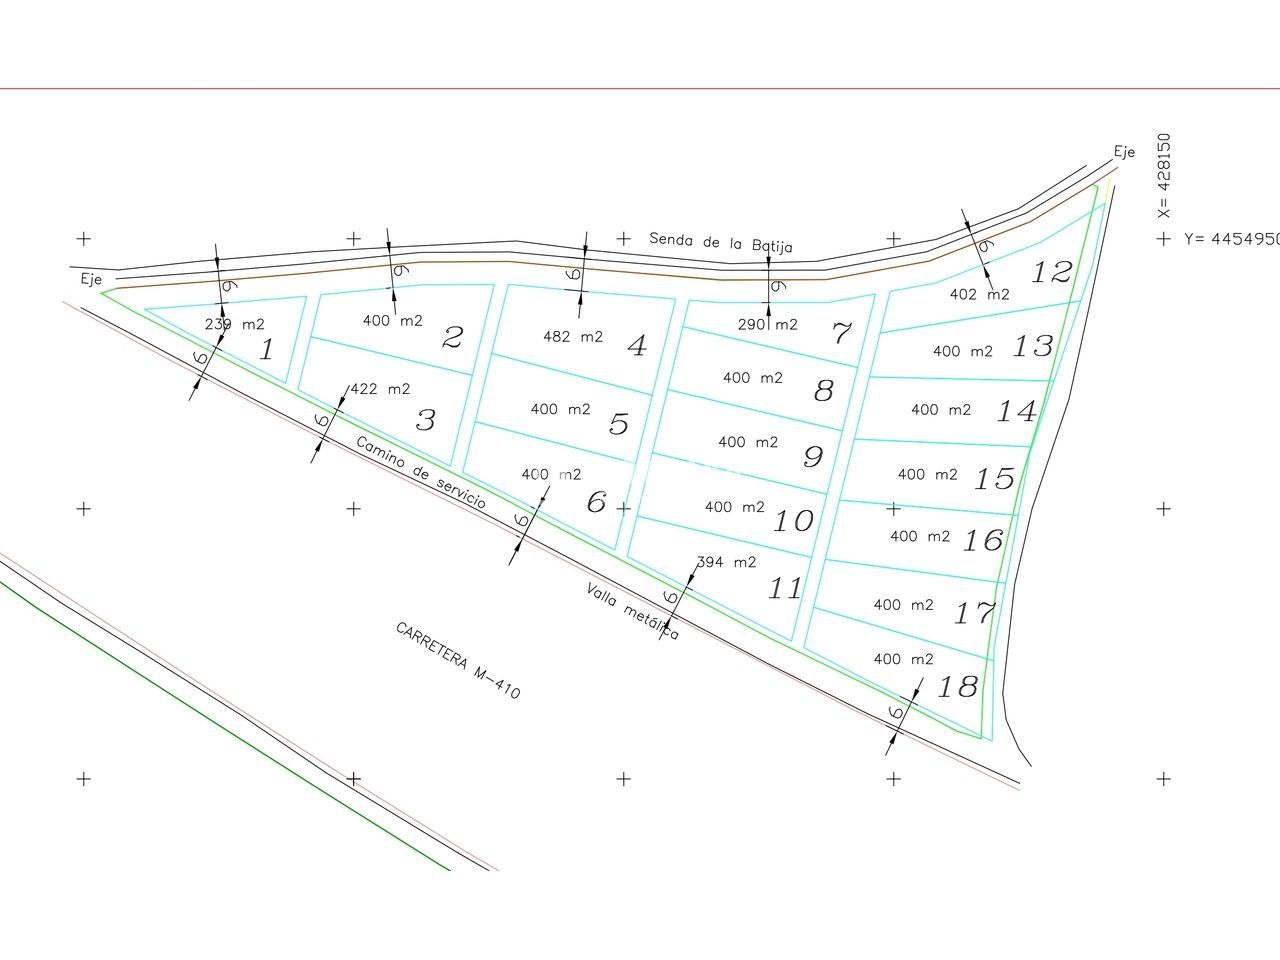 Eje
X= 428150
Senda de la Batija
Y= 4454950
Eje
6
6
6
6
6
239 m2
1
400 m2
2
482 m2
4
290 m2
7
402 m2
12
6
422 m2
3
400 m2
5
400 m2
8
400 m2
13
6
Camino de servicio
400 m2
6
400 m2
9
400 m2
14
6
400 m2
10
400 m2
15
394 m2
11
400 m2
16
6
Valla metálica
400 m2
17
CARRETERA M-410
400 m2
18
6